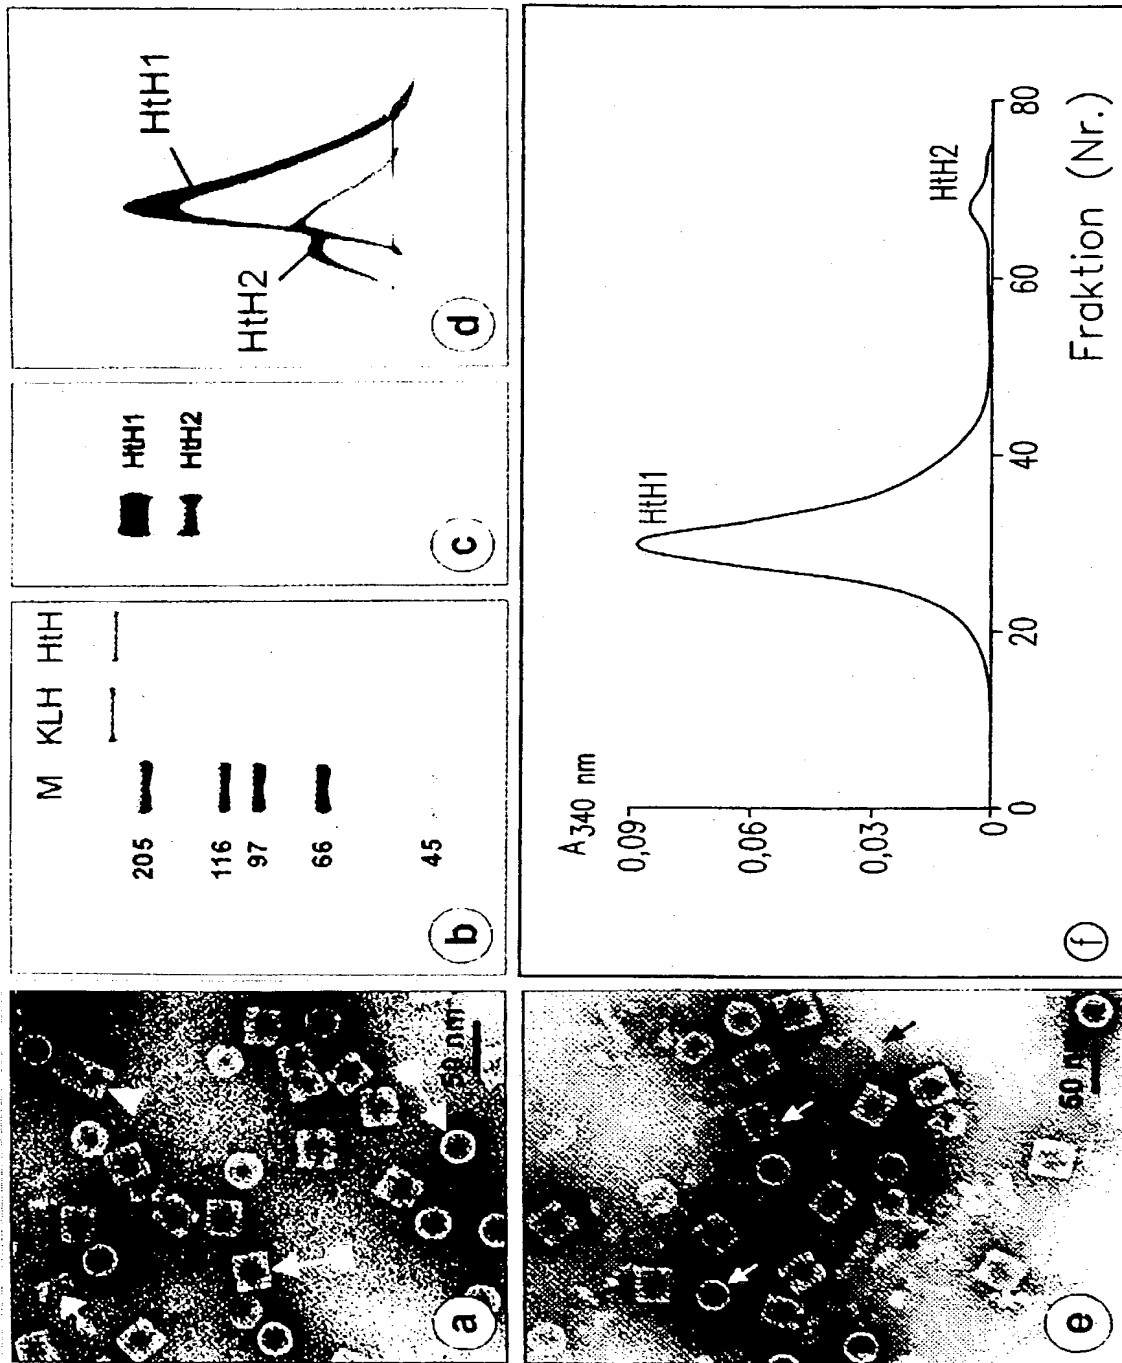 a
50 nm
b
M KLH HtH
205
116
97
66
45
c
HtH1
HtH2
d
HtH1
HtH2
e
50 nm
f
A340 nm
0,09
0,06
0,03
0
HtH1
HtH2
0 20 40 60 80
Fraktion (Nr.)